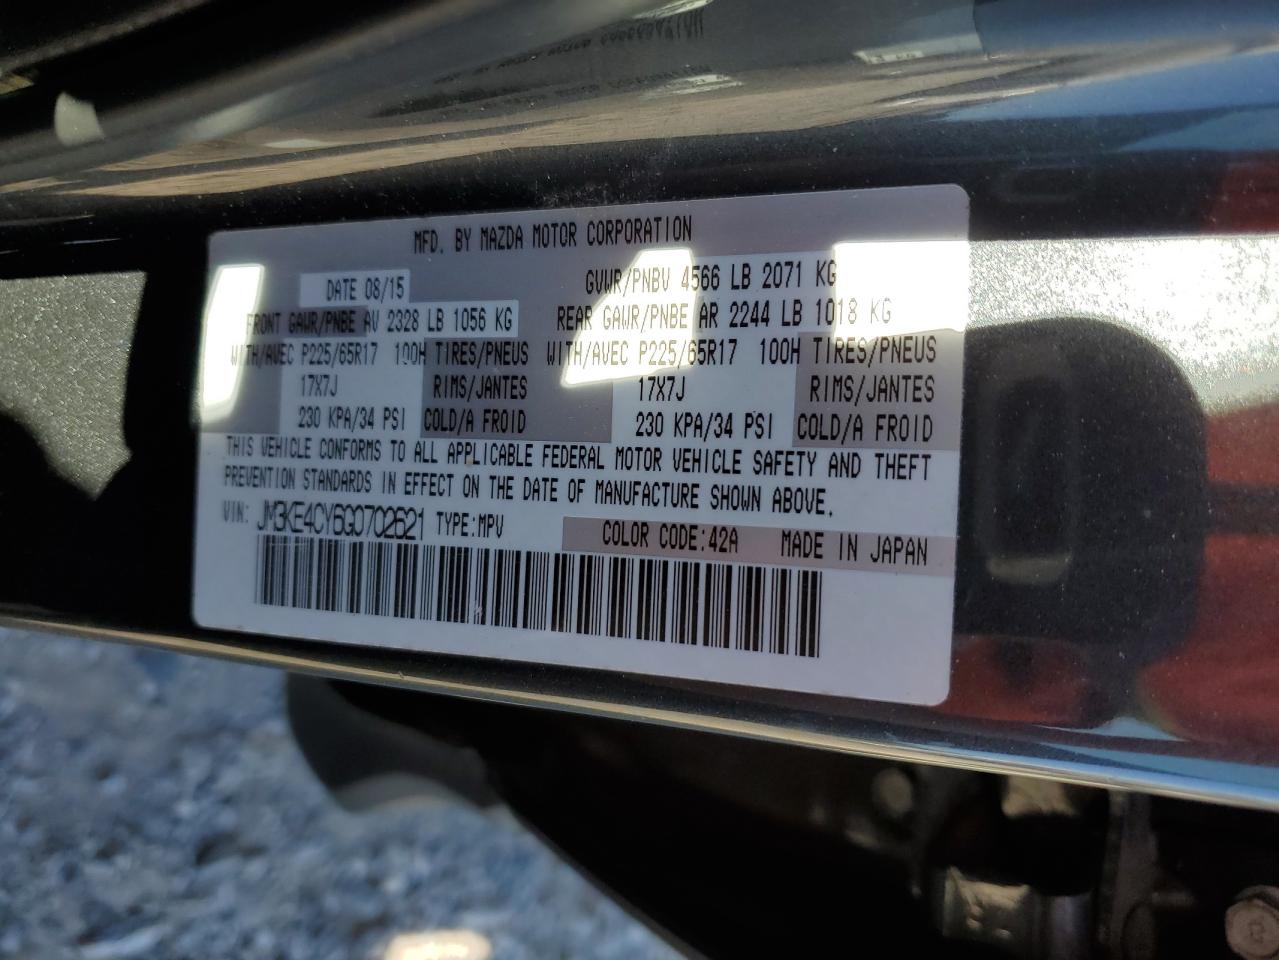 MFD. BY MAZDA MOTOR CORPORATION
DATE 08/15 GVWR/PNBV 4566 LB 2071 KG
FRONT GAWR/PNBE AV 2328 LB 1056 KG REAR GAWR/PNBE AR 2244 LB 1018 KG
WITH/AVEC P225/65R17 100H TIRES/PNEUS WITH/AVEC P225/65R17 100H TIRES/PNEUS
17X7J RIMS/JANTES 17X7J RIMS/JANTES
230 KPA/34 PSI COLD/A FROID 230 KPA/34 PSI COLD/A FROID
THIS VEHICLE CONFORMS TO ALL APPLICABLE FEDERAL MOTOR VEHICLE SAFETY AND THEFT
PREVENTION STANDARDS IN EFFECT ON THE DATE OF MANUFACTURE SHOWN ABOVE.
VIN: JM3KE4CY6G0702621 TYPE:MPV COLOR CODE:42A MADE IN JAPAN